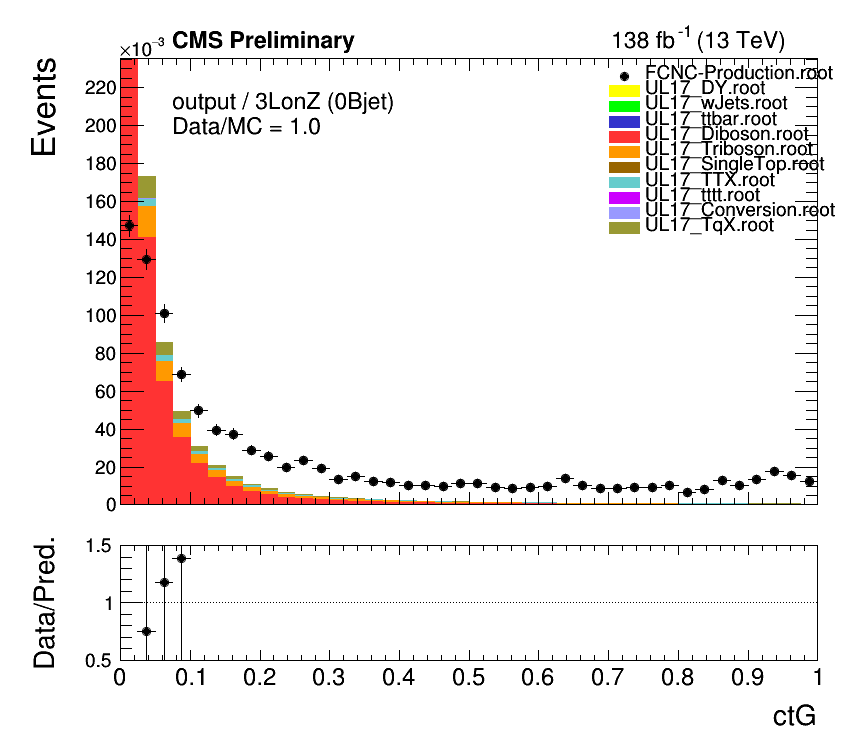 ×10⁻³ CMS Preliminary 138 fb⁻¹ (13 TeV)
Events
output / 3LonZ (0Bjet)
Data/MC = 1.0
FCNC-Production.root
UL17_DY.root
UL17_wJets.root
UL17_ttbar.root
UL17_Diboson.root
UL17_Triboson.root
UL17_SingleTop.root
UL17_TTX.root
UL17_tttt.root
UL17_Conversion.root
UL17_TqX.root
220
200
180
160
140
120
100
80
60
40
20
0
Data/Pred.
1.5
1
0.5
0 0.1 0.2 0.3 0.4 0.5 0.6 0.7 0.8 0.9 1
ctG